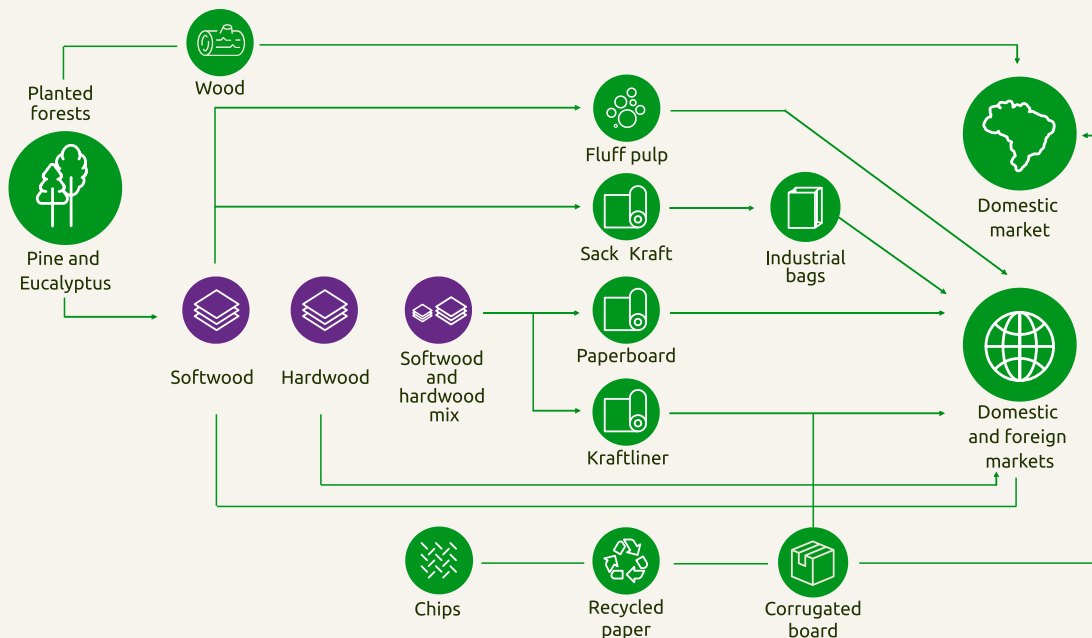 Wood
Planted
forests
Fluff pulp
Pine and
Eucalyptus
Sack Kraft
Industrial
bags
Domestic
market
Softwood
Hardwood
Softwood
and
hardwood
mix
Paperboard
Kraftliner
Domestic
and foreign
markets
Chips
Recycled
paper
Corrugated
board